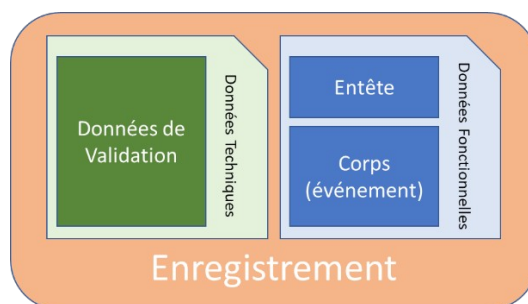 Données de
Validation
Données Techniques
Entête
Corps
(événement)
Données Fonctionnelles
Enregistrement